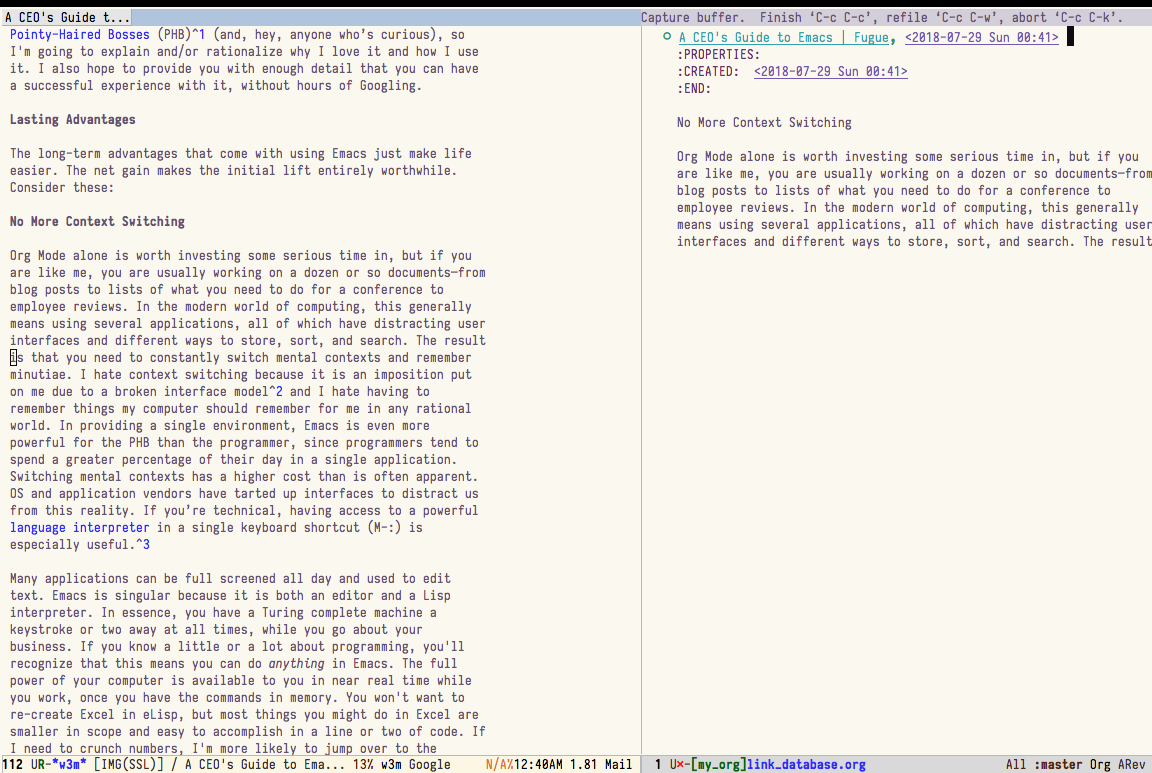 A CEO's Guide t...
Pointy-Haired Bosses (PHB)^1 (and, hey, anyone who’s curious), so
I'm going to explain and/or rationalize why I love it and how I use
it. I also hope to provide you with enough detail that you can have
a successful experience with it, without hours of Googling.
Lasting Advantages
The long-term advantages that come with using Emacs just make life
easier. The net gain makes the initial lift entirely worthwhile.
Consider these:
No More Context Switching
Org Mode alone is worth investing some serious time in, but if you
are like me, you are usually working on a dozen or so documents—from
blog posts to lists of what you need to do for a conference to
employee reviews. In the modern world of computing, this generally
means using several applications, all of which have distracting user
interfaces and different ways to store, sort, and search. The result
is that you need to constantly switch mental contexts and remember
minutiae. I hate context switching because it is an imposition put
on me due to a broken interface model^2 and I hate having to
remember things my computer should remember for me in any rational
world. In providing a single environment, Emacs is even more
powerful for the PHB than the programmer, since programmers tend to
spend a greater percentage of their day in a single application.
Switching mental contexts has a higher cost than is often apparent.
OS and application vendors have tarted up interfaces to distract us
from this reality. If you’re technical, having access to a powerful
language interpreter in a single keyboard shortcut (M-:) is
especially useful.^3
Many applications can be full screened all day and used to edit
text. Emacs is singular because it is both an editor and a Lisp
interpreter. In essence, you have a Turing complete machine a
keystroke or two away at all times, while you go about your
business. If you know a little or a lot about programming, you'll
recognize that this means you can do anything in Emacs. The full
power of your computer is available to you in near real time while
you work, once you have the commands in memory. You won't want to
re-create Excel in eLisp, but most things you might do in Excel are
smaller in scope and easy to accomplish in a line or two of code. If
I need to crunch numbers, I'm more likely to jump over to the
112 UR-*w3m* [IMG(SSL)] / A CEO's Guide to Ema... 13% w3m Google N/A%12:40AM 1.81 Mail
Capture buffer. Finish ‘C-c C-c’, refile ‘C-c C-w’, abort ‘C-c C-k’.
A CEO's Guide to Emacs | Fugue, <2018-07-29 Sun 00:41>
:PROPERTIES:
:CREATED: <2018-07-29 Sun 00:41>
:END:
No More Context Switching
Org Mode alone is worth investing some serious time in, but if you
are like me, you are usually working on a dozen or so documents—from
blog posts to lists of what you need to do for a conference to
employee reviews. In the modern world of computing, this generally
means using several applications, all of which have distracting user
interfaces and different ways to store, sort, and search. The result
1 U×-[my_org]link_database.org All :master Org ARev